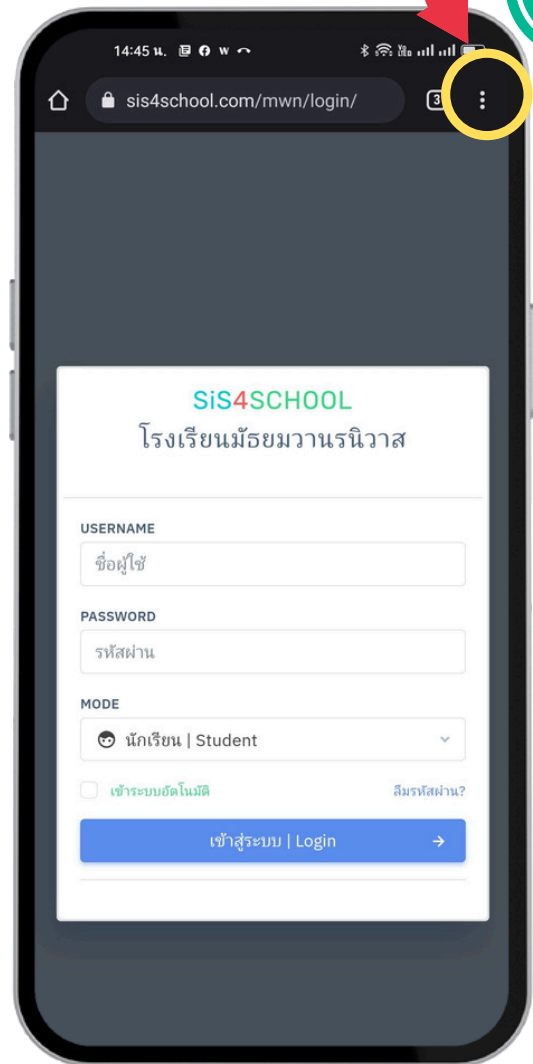 14:45 น.
sis4school.com/mwn/login/
3
SiS4SCHOOL
โรงเรียนมัธยมวานรนิวาส
USERNAME
ชื่อผู้ใช้
PASSWORD
รหัสผ่าน
MODE
นักเรียน | Student
เข้าระบบอัตโนมัติ
ลืมรหัสผ่าน?
เข้าสู่ระบบ | Login